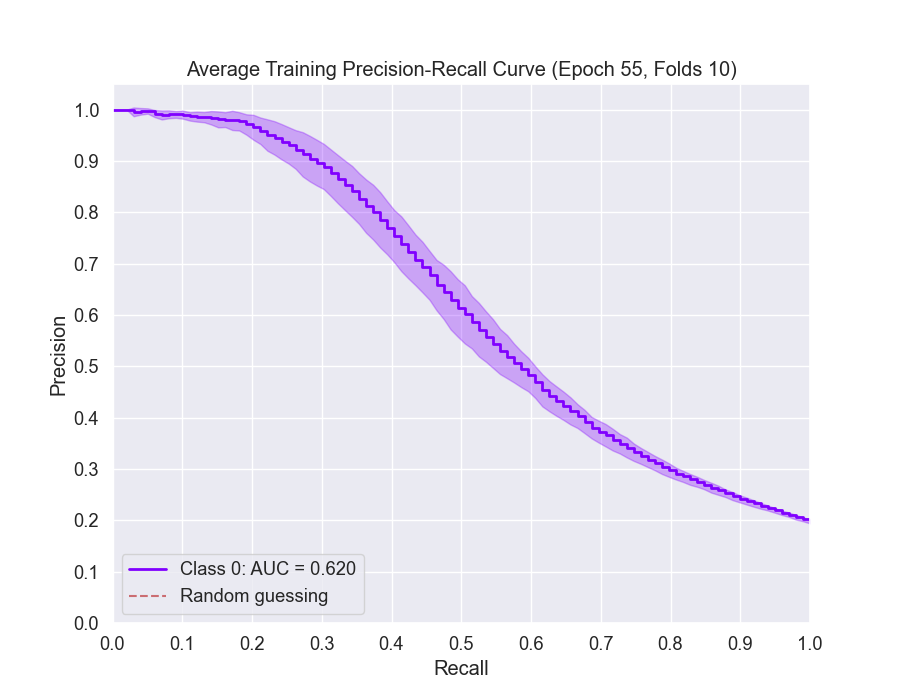 Average Training Precision-Recall Curve (Epoch 55, Folds 10)
1.0
0.9
0.8
0.7
0.6
0.5
0.4
0.3
0.2
0.1
0.0
Precision
Class 0: AUC = 0.620
Random guessing
0.0 0.1 0.2 0.3 0.4 0.5 0.6 0.7 0.8 0.9 1.0
Recall